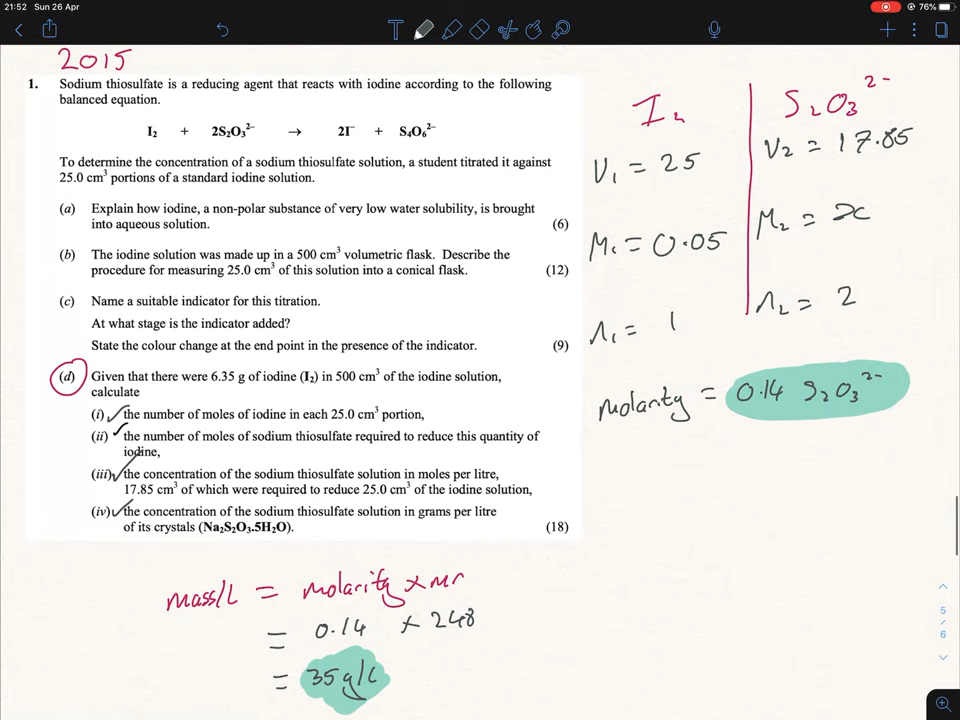 21:52 Sun 26 Apr
76%
2015
1. Sodium thiosulfate is a reducing agent that reacts with iodine according to the following
balanced equation.
I₂ + 2S₂O₃²⁻ → 2I⁻ + S₄O₆²⁻
To determine the concentration of a sodium thiosulfate solution, a student titrated it against
25.0 cm³ portions of a standard iodine solution.
(a) Explain how iodine, a non-polar substance of very low water solubility, is brought
into aqueous solution. (6)
(b) The iodine solution was made up in a 500 cm³ volumetric flask. Describe the
procedure for measuring 25.0 cm³ of this solution into a conical flask. (12)
(c) Name a suitable indicator for this titration.
At what stage is the indicator added?
State the colour change at the end point in the presence of the indicator. (9)
(d) Given that there were 6.35 g of iodine (I₂) in 500 cm³ of the iodine solution,
calculate
(i) the number of moles of iodine in each 25.0 cm³ portion,
(ii) the number of moles of sodium thiosulfate required to reduce this quantity of
iodine,
(iii) the concentration of the sodium thiosulfate solution in moles per litre,
17.85 cm³ of which were required to reduce 25.0 cm³ of the iodine solution,
(iv) the concentration of the sodium thiosulfate solution in grams per litre
of its crystals (Na₂S₂O₃.5H₂O). (18)
I₂
V₁ = 25
M₁ = 0.05
n₁ = 1
S₂O₃²⁻
V₂ = 17.85
M₂ = x
n₂ = 2
molarity = 0.14 S₂O₃²⁻
mass/L = molarity x Mr
= 0.14 x 248
= 35 g/L
5
/
6